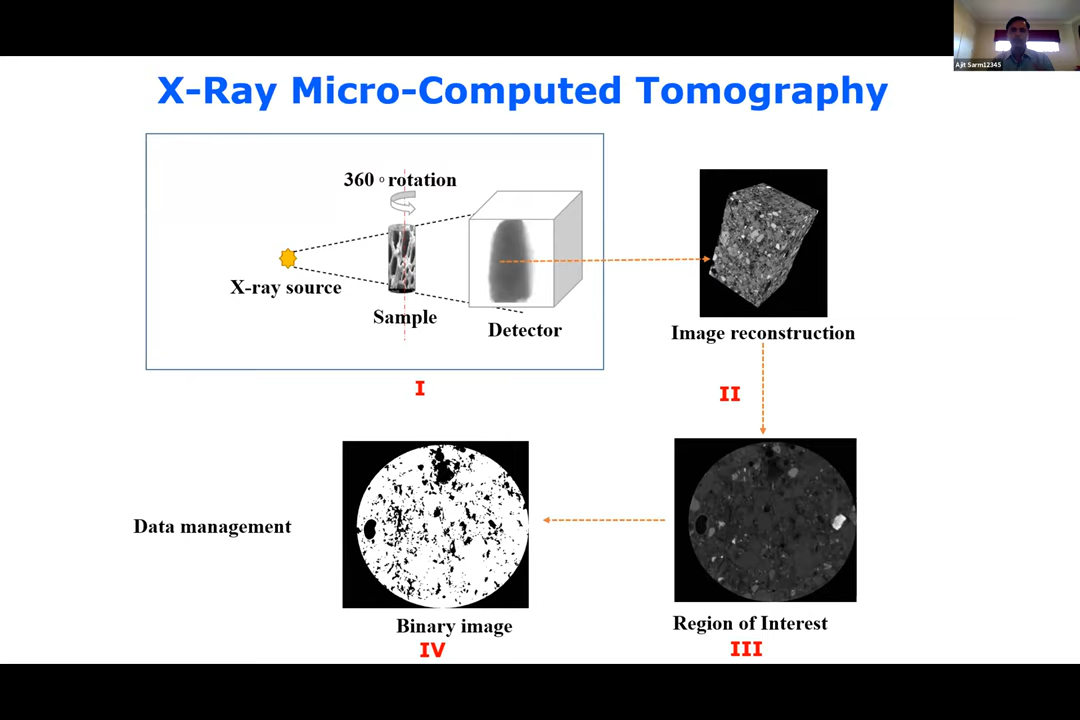 Ajit Sarm12345
X-Ray Micro-Computed Tomography
360 ° rotation
X-ray source
Sample
Detector
Image reconstruction
I
II
Data management
Binary image
Region of Interest
IV
III